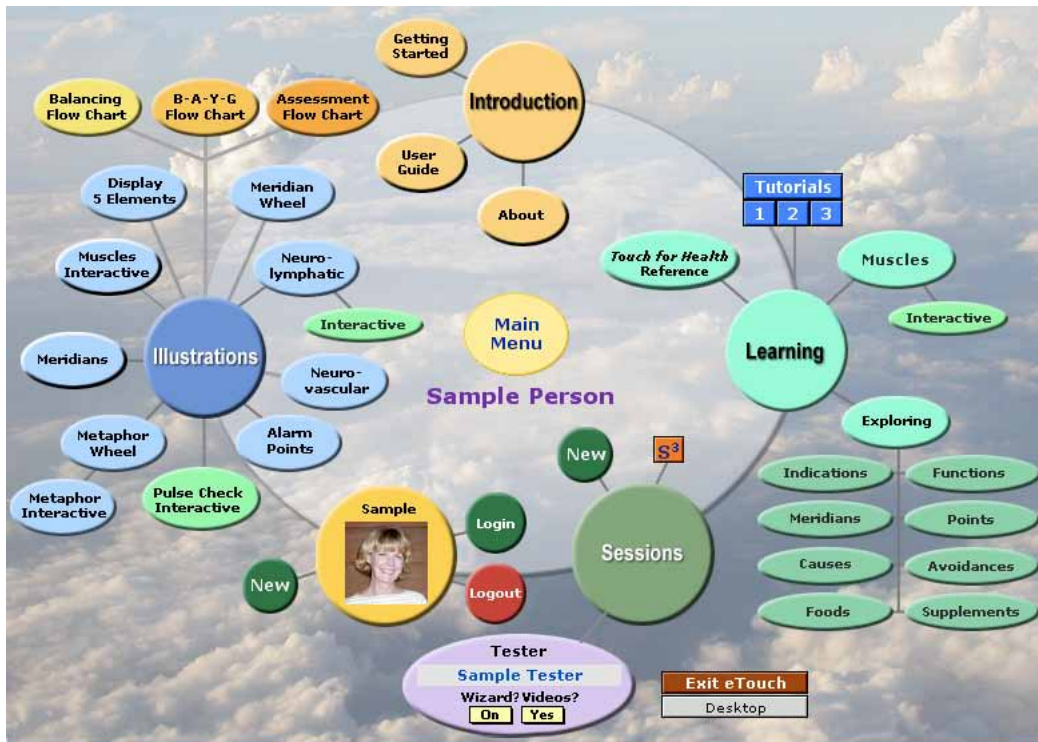 Getting
Started
Introduction
User
Guide
About
Balancing
Flow Chart
B-A-Y-G
Flow Chart
Assessment
Flow Chart
Display
5 Elements
Meridian
Wheel
Muscles
Interactive
Neuro-
lymphatic
Interactive
Illustrations
Meridians
Neuro-
vascular
Metaphor
Wheel
Alarm
Points
Metaphor
Interactive
Pulse Check
Interactive
Main
Menu
Sample Person
Tutorials
1 2 3
Touch for Health
Reference
Muscles
Interactive
Learning
Exploring
Indications
Functions
Meridians
Points
Causes
Avoidances
Foods
Supplements
New
S³
Sessions
Sample
Login
New
Logout
Tester
Sample Tester
Wizard? Videos?
On Yes
Exit eTouch
Desktop